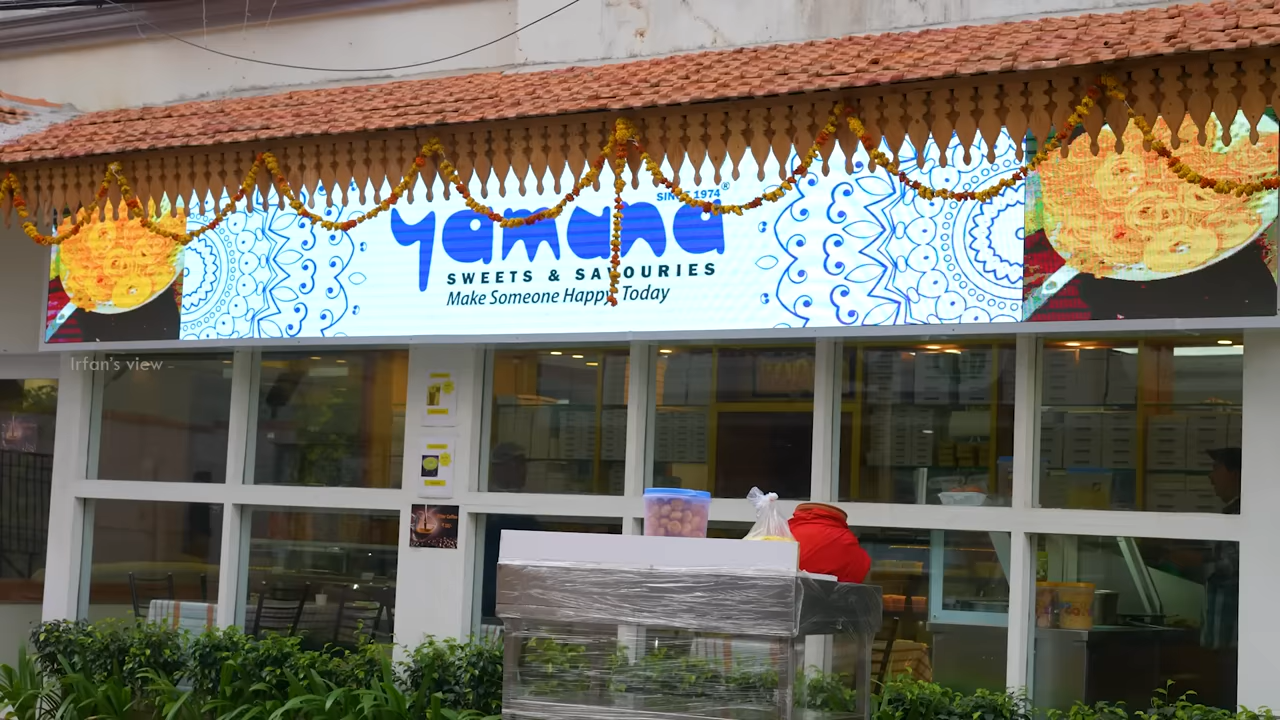 SINCE 1974®
yamuna
SWEETS & SAVOURIES
Make Someone Happy Today
Irfan's view